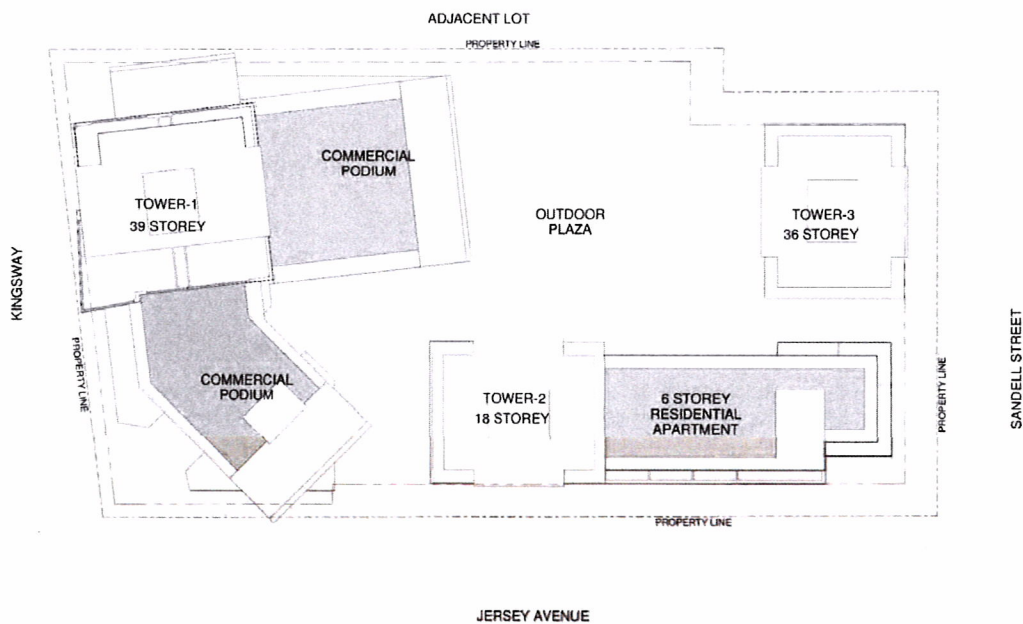 ADJACENT LOT
PROPERTY LINE
COMMERCIAL
PODIUM
TOWER-1
39 STOREY
OUTDOOR
PLAZA
TOWER-3
36 STOREY
KINGSWAY
PROPERTY LINE
COMMERCIAL
PODIUM
TOWER-2
18 STOREY
6 STOREY
RESIDENTIAL
APARTMENT
PROPERTY LINE
SANDELL STREET
PROPERTY LINE
JERSEY AVENUE